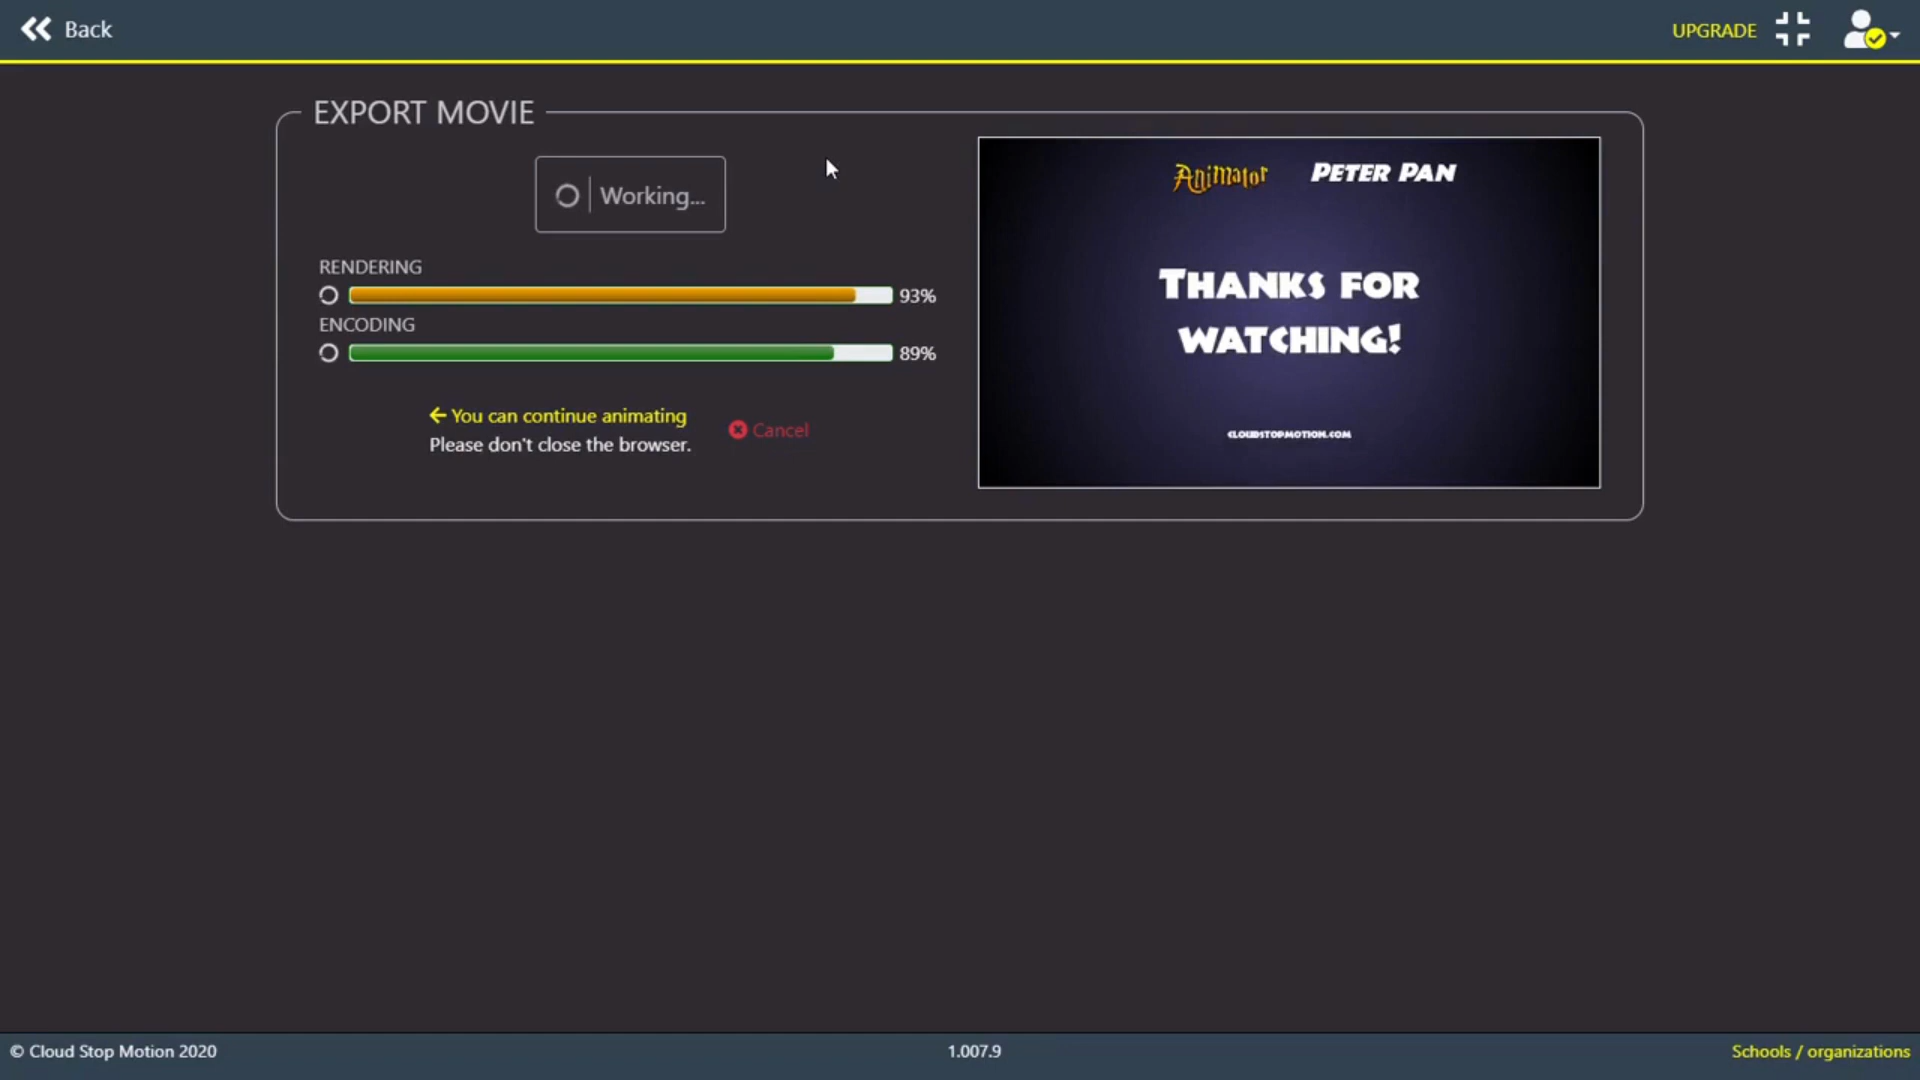 Back
UPGRADE
EXPORT MOVIE
Working...
RENDERING
93%
ENCODING
89%
You can continue animating
Please don't close the browser.
Cancel
Animator PETER PAN
THANKS FOR
WATCHING!
CLOUDSTOPMOTION.COM
© Cloud Stop Motion 2020
1.007.9
Schools / organizations